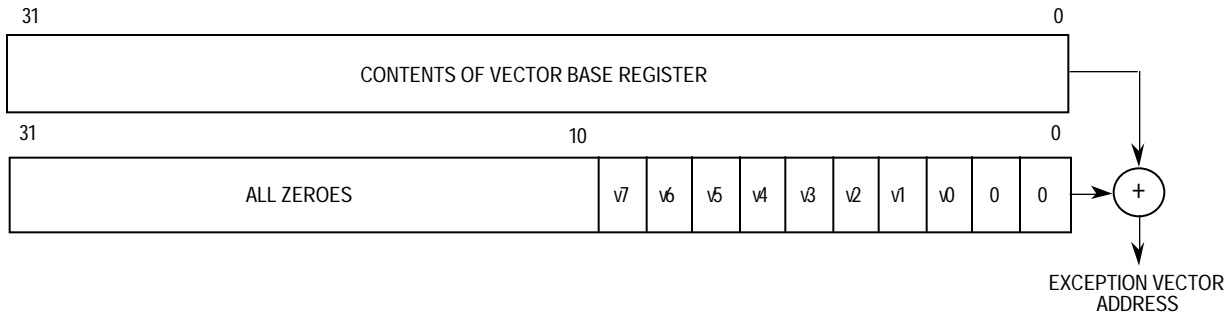 31 0
CONTENTS OF VECTOR BASE REGISTER
31 10 0
ALL ZEROES v7 v6 v5 v4 v3 v2 v1 v0 0 0 +
EXCEPTION VECTOR
ADDRESS